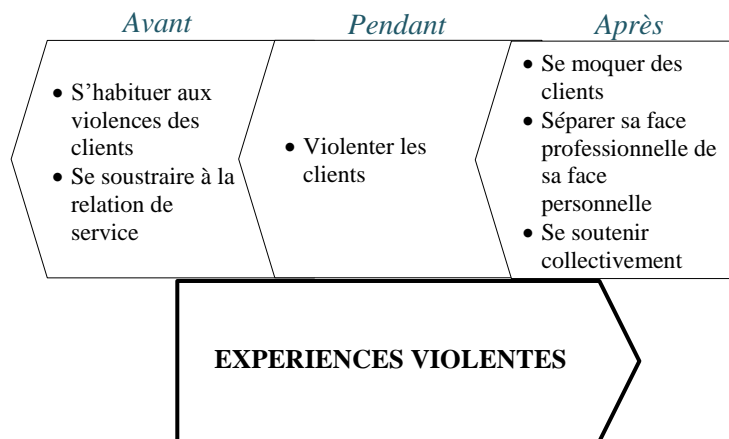 Avant
Pendant
Après
• S’habituer aux
violences des
clients
• Se soustraire à la
relation de
service
• Violenter les
clients
• Se moquer des
clients
• Séparer sa face
professionnelle de
sa face
personnelle
• Se soutenir
collectivement
EXPERIENCES VIOLENTES